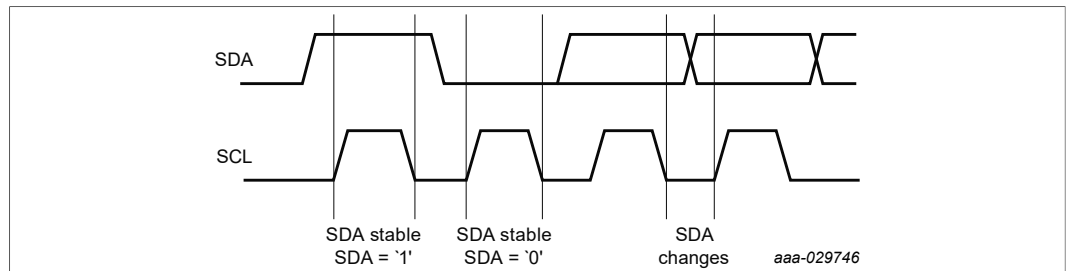 SDA
SCL
SDA stable
SDA = `1'
SDA stable
SDA = `0'
SDA
changes
aaa-029746